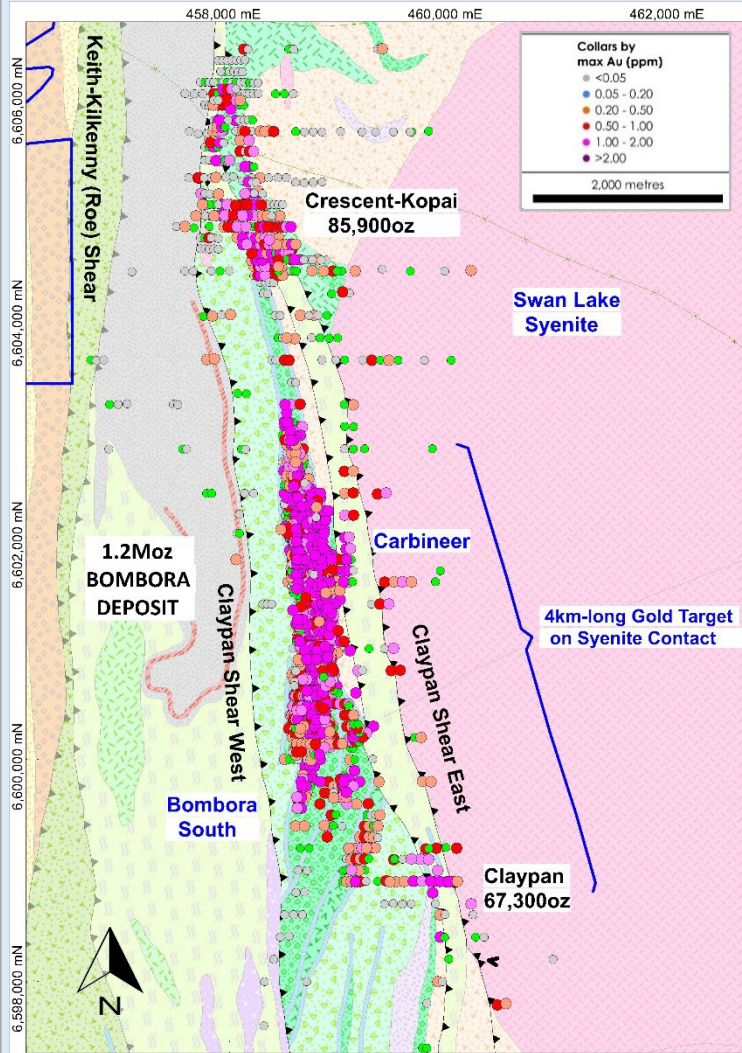 458,000 mE
460,000 mE
462,000 mE
6,606,000 mN
6,604,000 mN
6,602,000 mN
6,600,000 mN
6,598,000 mN
Keith-Kilkenny (Roe) Shear
Collars by
max Au (ppm)
<0.05
0.05 - 0.20
0.20 - 0.50
0.50 - 1.00
1.00 - 2.00
>2.00
2,000 metres
Crescent-Kopai
85,900oz
Swan Lake
Syenite
1.2Moz
BOMBORA
DEPOSIT
Carbineer
Claypan Shear West
Claypan Shear East
4km-long Gold Target
on Syenite Contact
Bombora
South
Claypan
67,300oz
N